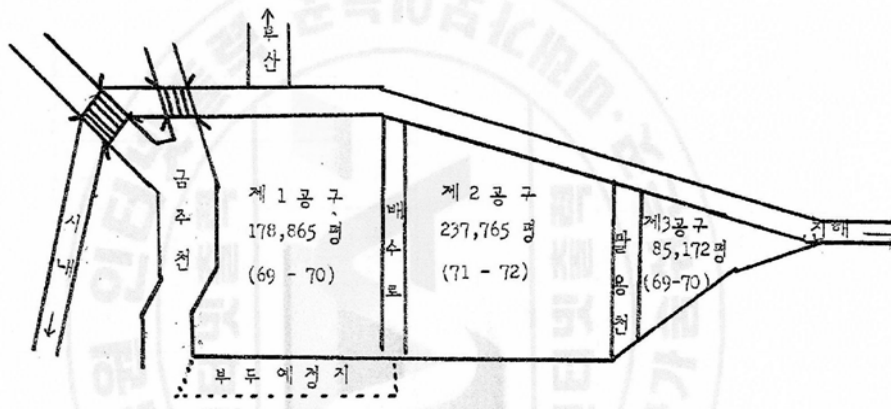 부산
시내
금주천
제 1 공구
178,865 평
(69 - 70)
배수로
제 2 공구
237,765 평
(71 - 72)
팔용천
제3공구
85,172평
(69-70)
진해
부두예정지